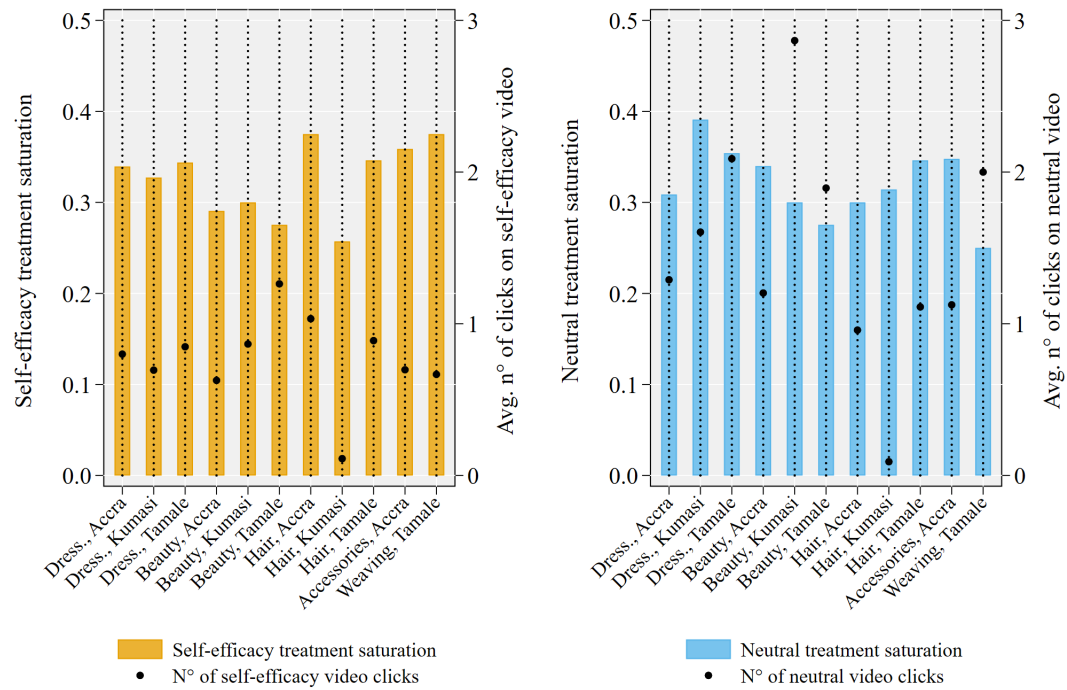 Self-efficacy treatment saturation
0.5
0.4
0.3
0.2
0.1
0.0
3
2
1
0
Avg. n° of clicks on self-efficacy video
Dress., Accra
Dress., Kumasi
Dress., Tamale
Beauty, Accra
Beauty, Kumasi
Beauty, Tamale
Hair, Accra
Hair, Kumasi
Hair, Tamale
Accessories, Accra
Weaving, Tamale
Self-efficacy treatment saturation
N° of self-efficacy video clicks
Neutral treatment saturation
0.5
0.4
0.3
0.2
0.1
0.0
3
2
1
0
Avg. n° of clicks on neutral video
Dress., Accra
Dress., Kumasi
Dress., Tamale
Beauty, Accra
Beauty, Kumasi
Beauty, Tamale
Hair, Accra
Hair, Kumasi
Hair, Tamale
Accessories, Accra
Weaving, Tamale
Neutral treatment saturation
N° of neutral video clicks